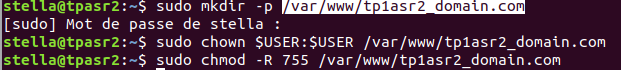 stella@tpasr2:~$ sudo mkdir -p /var/www/tp1asr2_domain.com
[sudo] Mot de passe de stella :
stella@tpasr2:~$ sudo chown $USER:$USER /var/www/tp1asr2_domain.com
stella@tpasr2:~$ sudo chmod -R 755 /var/www/tp1asr2_domain.com